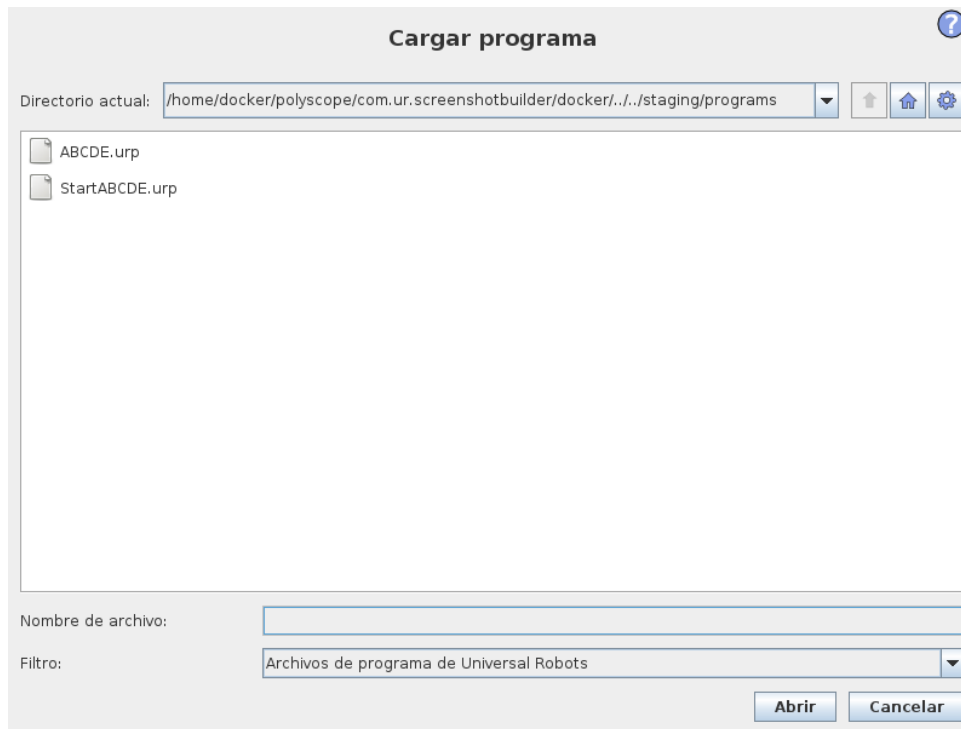 Cargar programa
?
Directorio actual: /home/docker/polyscope/com.ur.screenshotbuilder/docker/../../staging/programs
ABCDE.urp
StartABCDE.urp
Nombre de archivo:
Filtro: Archivos de programa de Universal Robots
Abrir Cancelar